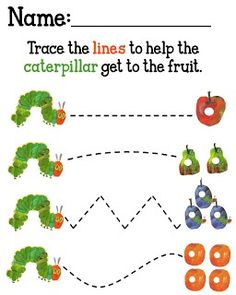 Name:
Trace the lines to help the
caterpillar get to the fruit.